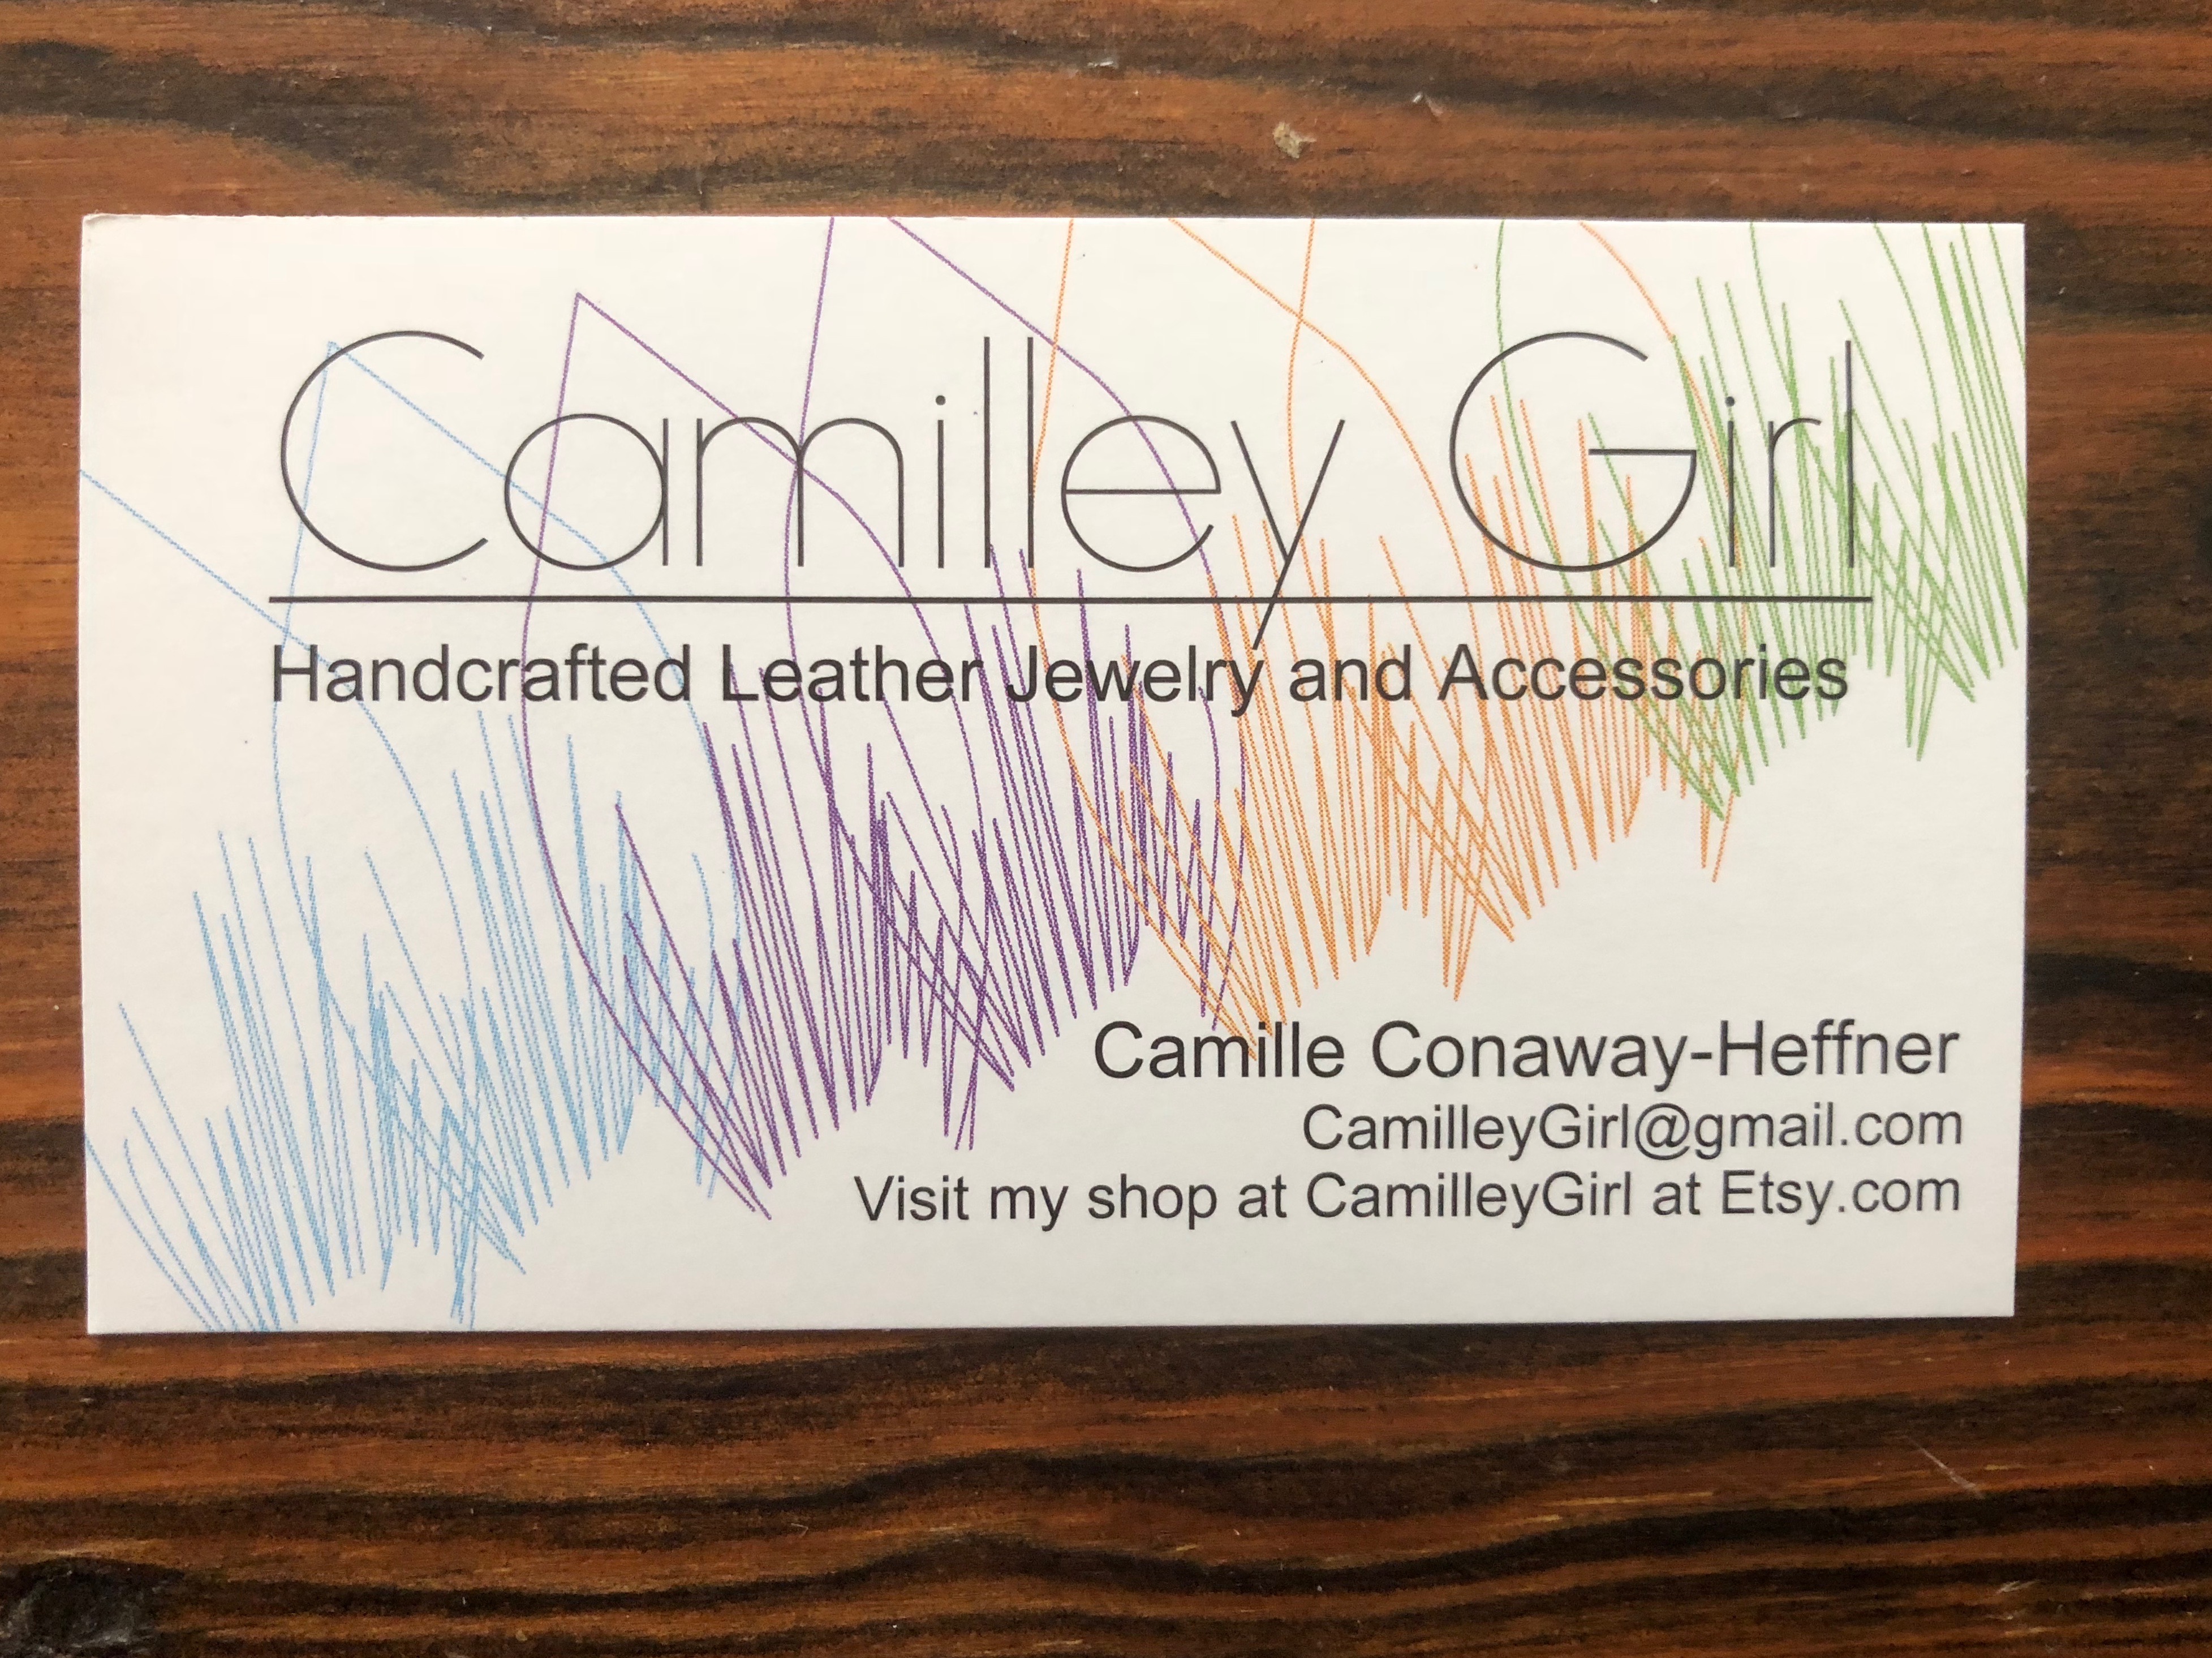 Camilley Girl
Handcrafted Leather Jewelry and Accessories
Camille Conaway-Heffner
CamilleyGirl@gmail.com
Visit my shop at CamilleyGirl at Etsy.com